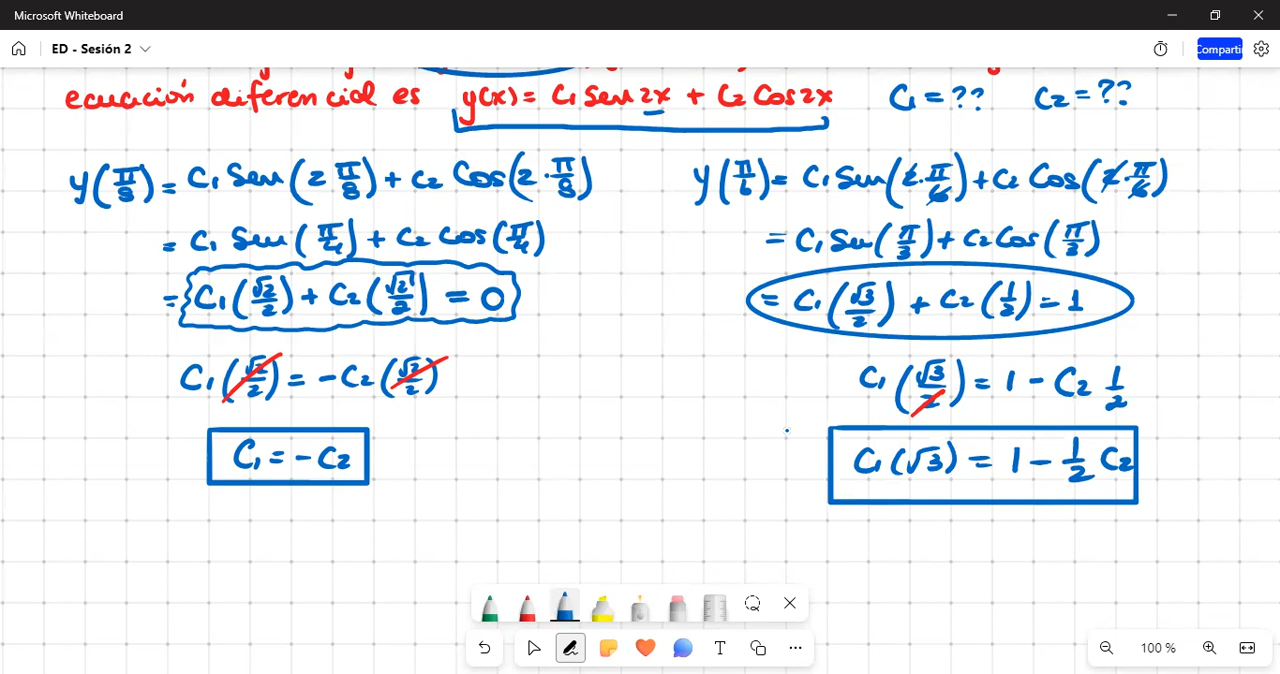 Microsoft Whiteboard
ED - Sesión 2
Compartir
ecuación diferencial es y(x) = C1 Sen 2x + C2 Cos 2x C1 = ?? C2 = ??
y(π/8) = C1 Sen(2 π/8) + C2 Cos(2·π/8)
= C1 Sen(π/4) + C2 Cos(π/4)
= C1(√2/2) + C2(√2/2) = 0
C1(√2/2) = -C2(√2/2)
C1 = -C2
y(π/6) = C1 Sen(2·π/6) + C2 Cos(2·π/6)
= C1 Sen(π/3) + C2 Cos(π/3)
= C1(√3/2) + C2(1/2) = 1
C1(√3/2) = 1 - C2 1/2
C1(√3) = 1 - 1/2 C2
100 %